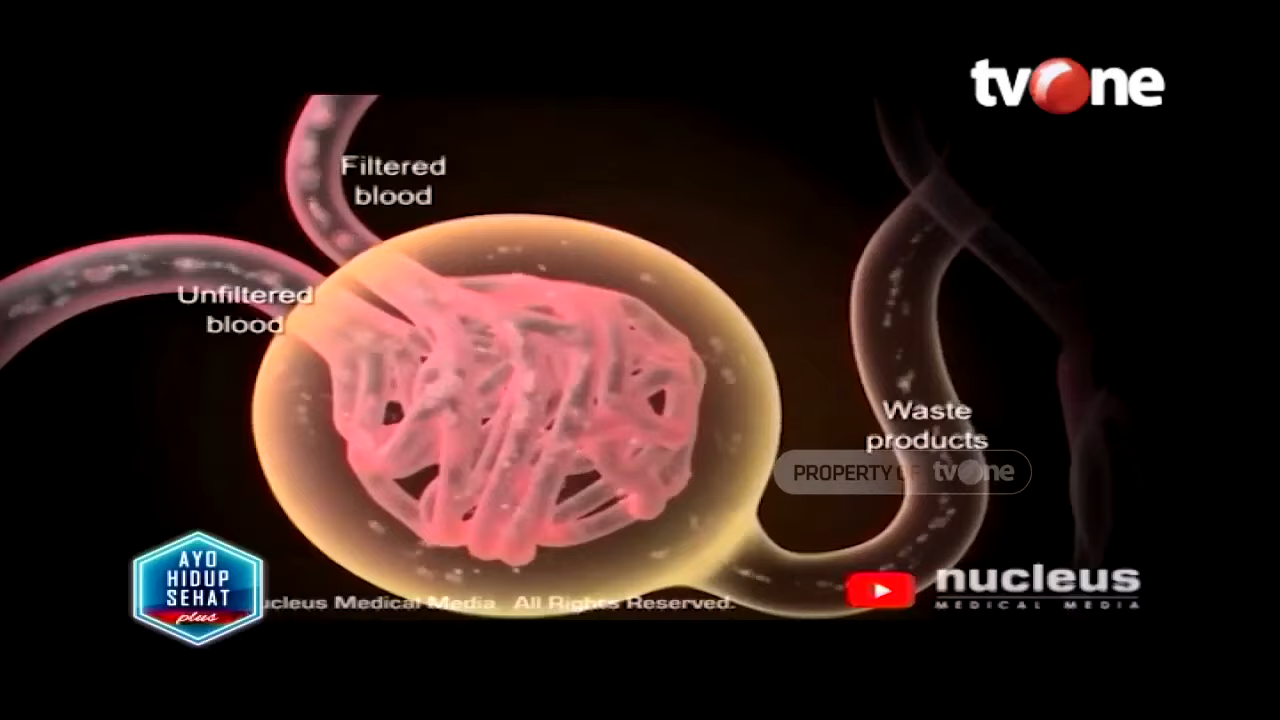 tvOne
Filtered
blood
Unfiltered
blood
Waste
products
PROPERTY OF tvOne
AYO
HIDUP
SEHAT
plus
ucleus Medical Media All Rights Reserved.
nucleus
MEDICAL MEDIA